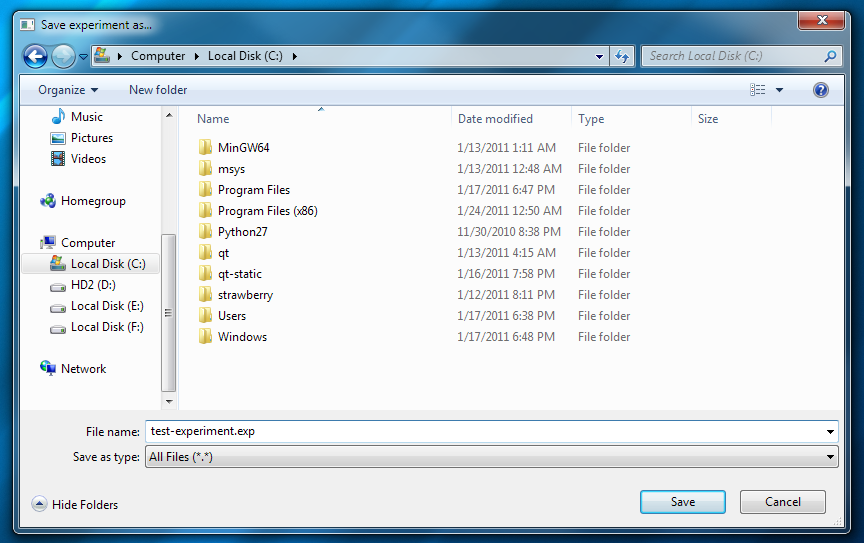 Save experiment as...
Computer Local Disk (C:) Search Local Disk (C:)
Organize New folder
Music
Pictures
Videos
Homegroup
Computer
Local Disk (C:)
HD2 (D:)
Local Disk (E:)
Local Disk (F:)
Network
Name Date modified Type Size
MinGW64 1/13/2011 1:11 AM File folder
msys 1/13/2011 12:48 AM File folder
Program Files 1/17/2011 6:47 PM File folder
Program Files (x86) 1/24/2011 12:50 AM File folder
Python27 11/30/2010 8:38 PM File folder
qt 1/13/2011 4:15 AM File folder
qt-static 1/16/2011 7:58 PM File folder
strawberry 1/12/2011 8:11 PM File folder
Users 1/17/2011 6:38 PM File folder
Windows 1/17/2011 6:48 PM File folder
File name: test-experiment.exp
Save as type: All Files (*.*)
Hide Folders Save Cancel